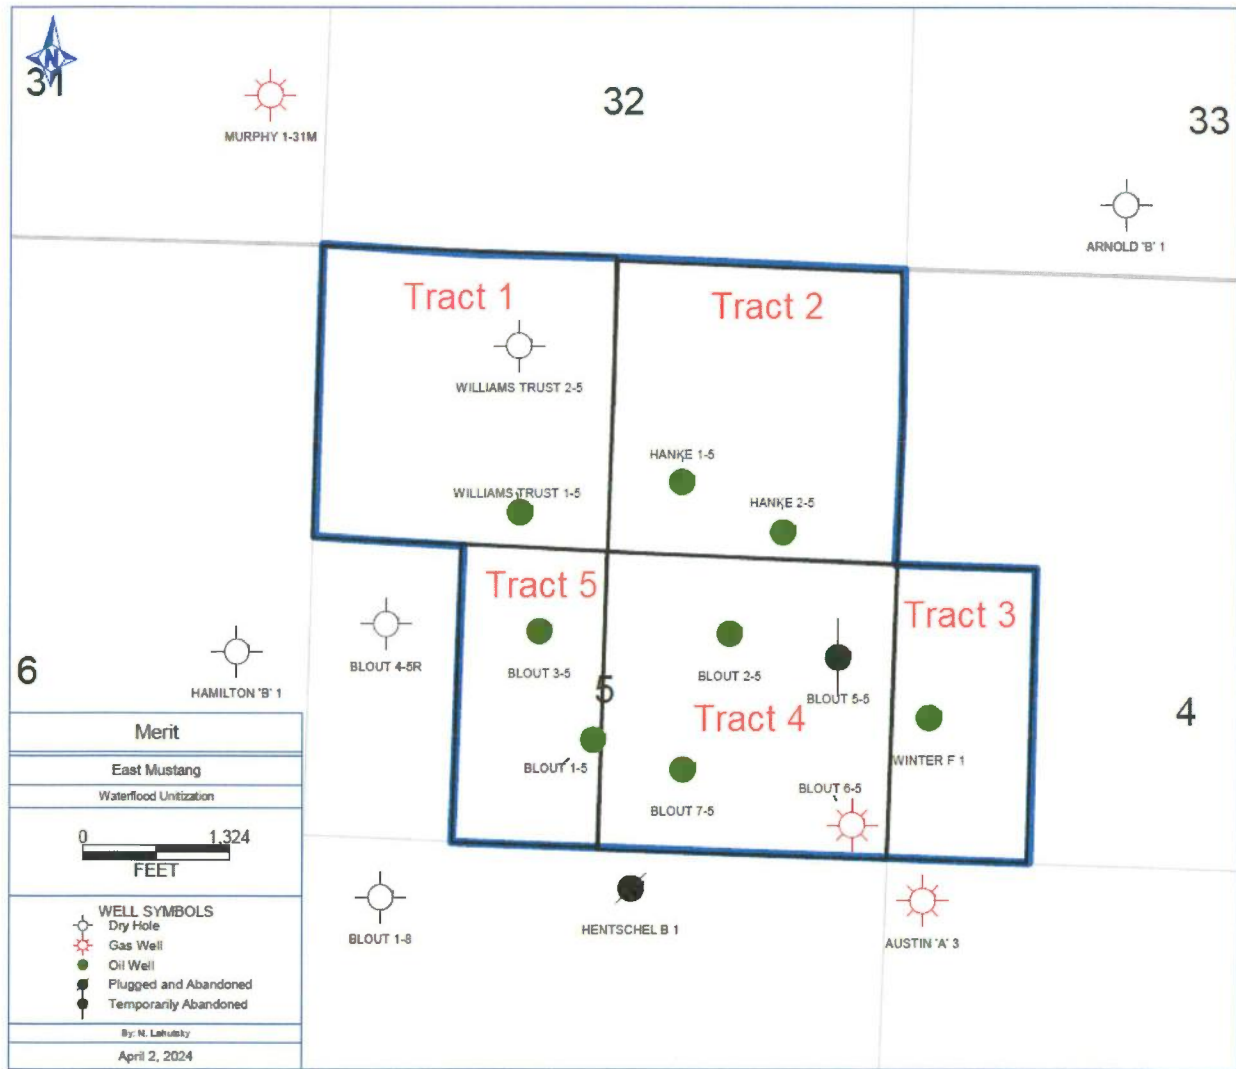 N
31
32
33
MURPHY 1-31M
ARNOLD 'B' 1
Tract 1
Tract 2
WILLIAMS TRUST 2-5
HANKE 1-5
WILLIAMS TRUST 1-5
HANKE 2-5
Tract 5
Tract 3
BLOUT 4-5R
BLOUT 3-5
BLOUT 2-5
BLOUT 5-5
6
HAMILTON 'B' 1
5
Tract 4
4
WINTER F 1
BLOUT 1-5
BLOUT 7-5
BLOUT 6-5
BLOUT 1-8
HENTSCHEL B 1
AUSTIN 'A' 3
Merit
East Mustang
Waterflood Unitization
0 1,324
FEET
WELL SYMBOLS
Dry Hole
Gas Well
Oil Well
Plugged and Abandoned
Temporarily Abandoned
By: N.
April 2, 2024